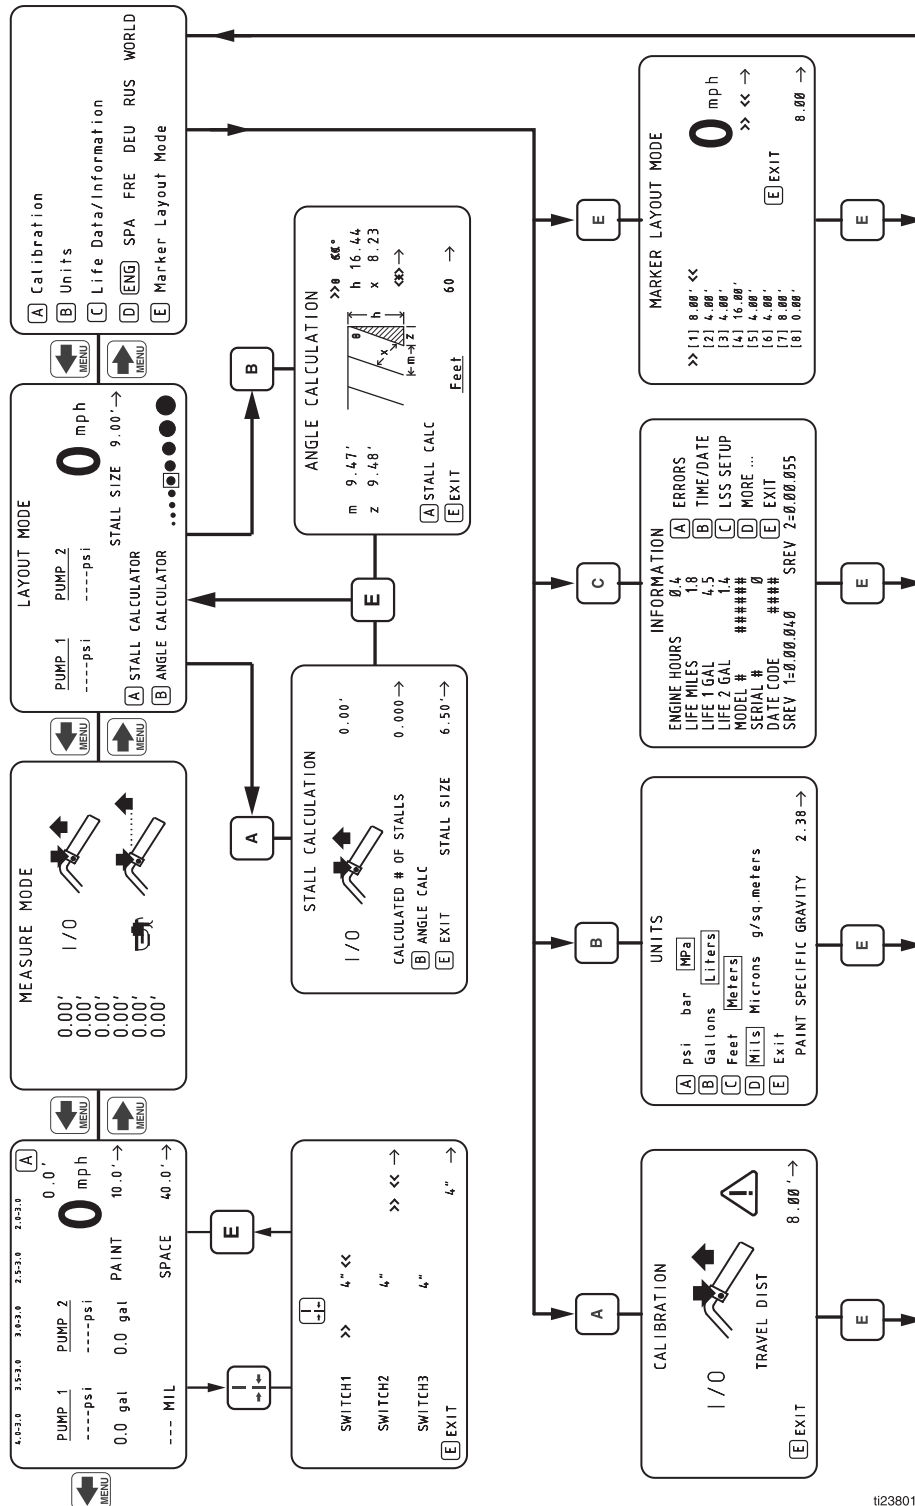 MENU
4.0-3.0 3.5-3.0 3.0-3.0 2.5-3.0 2.0-3.0
A
PUMP 1 PUMP 2 0.0'
----psi ----psi 0 mph
0.0 gal 0.0 gal PAINT 10.0'→
--- MIL SPACE 40.0'→
E
SWITCH1 >> 4" <<
SWITCH2 4" >> << →
SWITCH3 4"
E EXIT 4" →
MENU
MENU
MEASURE MODE
0.00' I/O
0.00'
0.00'
0.00'
0.00'
0.00'
MENU
MENU
LAYOUT MODE
PUMP 1 PUMP 2 0 mph
----psi ----psi
STALL SIZE 9.00'→
A STALL CALCULATOR
B ANGLE CALCULATOR
MENU
MENU
A Calibration
B Units
C Life Data/Information
D ENG SPA FRE DEU RUS WORLD
E Marker Layout Mode
A
STALL CALCULATION
I/O 0.00'
CALCULATED # OF STALLS 0.000→
B ANGLE CALC
E EXIT STALL SIZE 6.50'→
E
B
ANGLE CALCULATION
m 9.47'
z 9.48'
θ
h
x
m z
>>θ <<°
h 16.44
x 8.23
<x> →
A STALL CALC
E EXIT Feet 60 →
A
CALIBRATION
I/O
TRAVEL DIST
E EXIT 8.00'→
E
B
UNITS
A psi bar MPa
B Gallons Liters
C Feet Meters
D Mils Microns g/sq.meters
E Exit
PAINT SPECIFIC GRAVITY 2.38→
E
C
INFORMATION
ENGINE HOURS 0.4 A ERRORS
LIFE MILES 1.8 B TIME/DATE
LIFE 1 GAL 4.5 C LSS SETUP
LIFE 2 GAL 1.4 D MORE ...
MODEL # ######
SERIAL # 0 E EXIT
DATE CODE ####
SREV 1=0.00.040 SREV 2=0.00.055
E
E
MARKER LAYOUT MODE
>> [1] 8.00' << 0 mph
[2] 4.00'
[3] 4.00' >> << →
[4] 16.00'
[5] 4.00'
[6] 4.00' E EXIT
[7] 8.00'
[8] 0.00' 8.00 →
E
ti23801